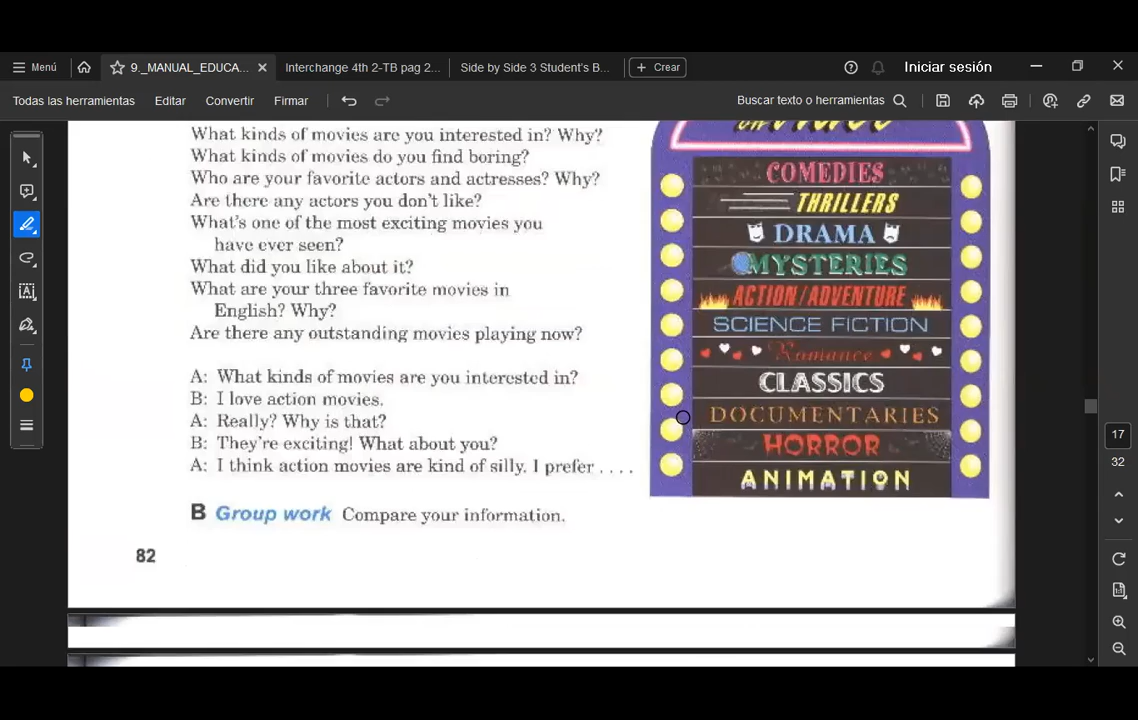 Menú
9._MANUAL_EDUCA...
Interchange 4th 2-TB pag 2...
Side by Side 3 Student's B...
Crear
Iniciar sesión
Todas las herramientas
Editar
Convertir
Firmar
Buscar texto o herramientas
What kinds of movies are you interested in? Why?
What kinds of movies do you find boring?
Who are your favorite actors and actresses? Why?
Are there any actors you don't like?
What's one of the most exciting movies you
have ever seen?
What did you like about it?
What are your three favorite movies in
English? Why?
Are there any outstanding movies playing now?
A: What kinds of movies are you interested in?
B: I love action movies.
A: Really? Why is that?
B: They're exciting! What about you?
A: I think action movies are kind of silly. I prefer . . . .
B Group work Compare your information.
82
COMEDIES
THRILLERS
DRAMA
MYSTERIES
ACTION/ADVENTURE
SCIENCE FICTION
Romance
CLASSICS
DOCUMENTARIES
HORROR
ANIMATION
17
32